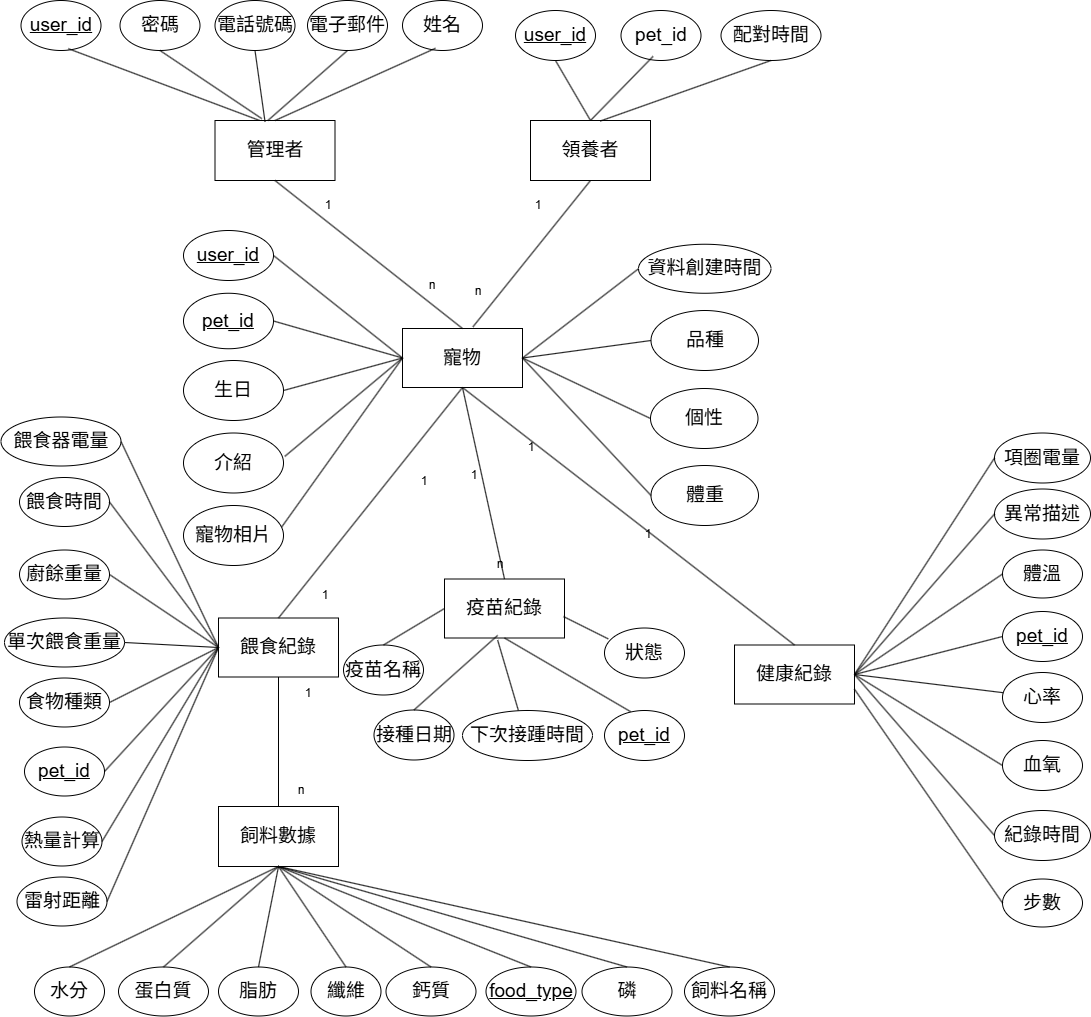 user_id
密碼
電話號碼
電子郵件
姓名
user_id
pet_id
配對時間
管理者
領養者
1
1
n
n
user_id
pet_id
生日
介紹
寵物相片
寵物
資料創建時間
品種
個性
體重
1
1
1
1
n
1
餵食器電量
餵食時間
廚餘重量
單次餵食重量
食物種類
pet_id
熱量計算
雷射距離
餵食紀錄
疫苗紀錄
疫苗名稱
接種日期
下次接踵時間
pet_id
狀態
健康紀錄
項圈電量
異常描述
體溫
pet_id
心率
血氧
紀錄時間
步數
1
n
飼料數據
水分
蛋白質
脂肪
纖維
鈣質
food_type
磷
飼料名稱